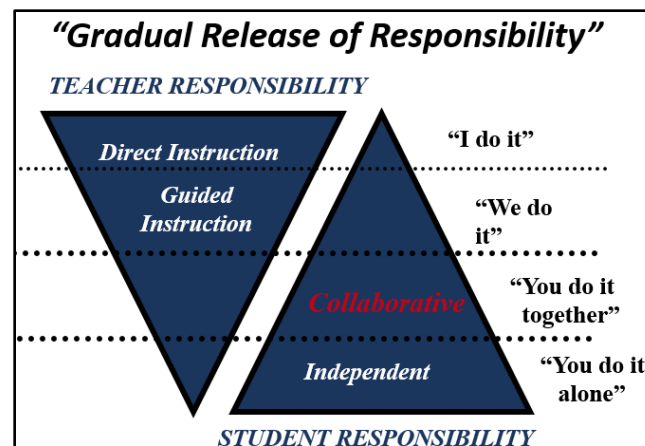 “Gradual Release of Responsibility”
TEACHER RESPONSIBILITY
Direct Instruction
“I do it”
Guided
Instruction
“We do
it”
Collaborative
“You do it
together”
Independent
“You do it
alone”
STUDENT RESPONSIBILITY